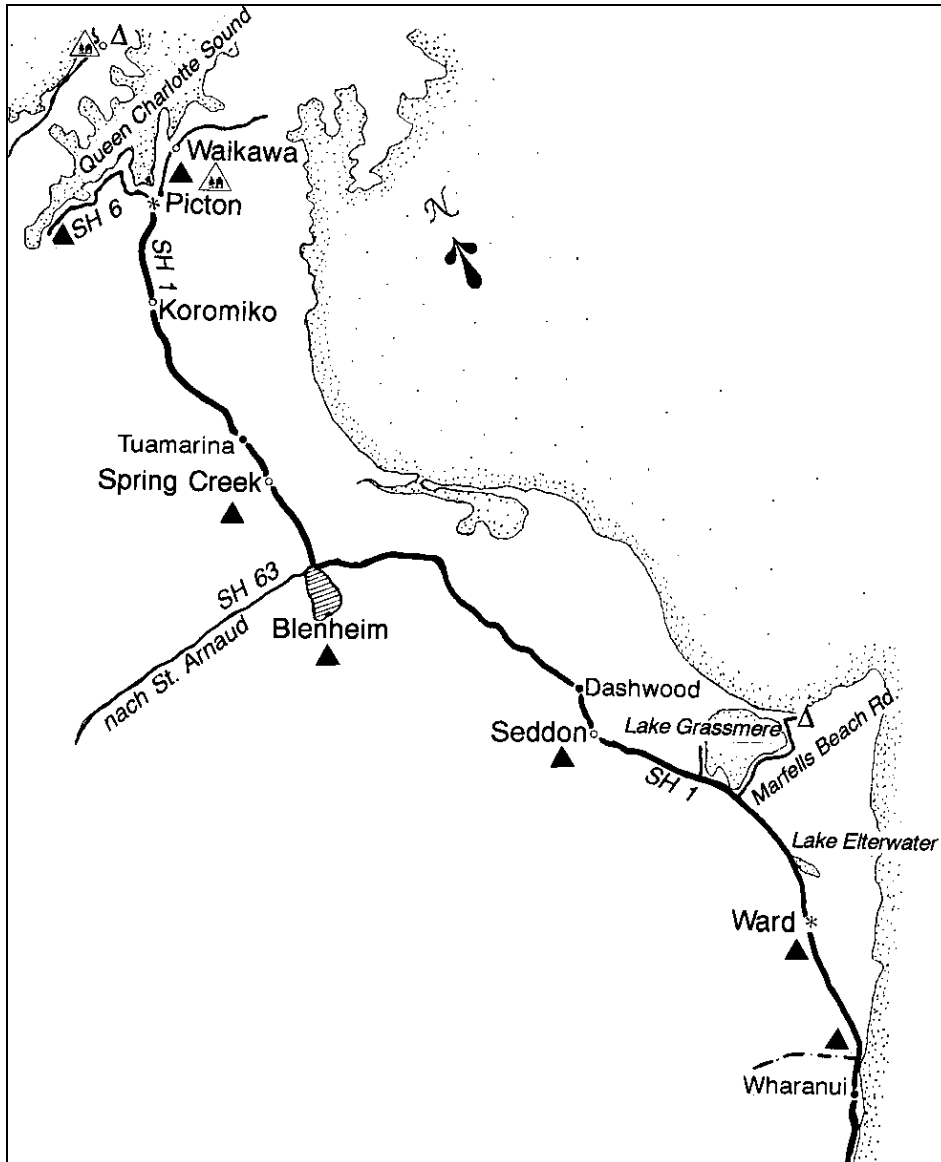 Queen Charlotte Sound
Waikawa
Picton
SH 6
SH 1
N
Koromiko
Tuamarina
Spring Creek
SH 63
nach St. Arnaud
Blenheim
Dashwood
Lake Grassmere
Seddon
SH 1
Marfells Beach Rd.
Lake Elterwater
Ward
Wharanui